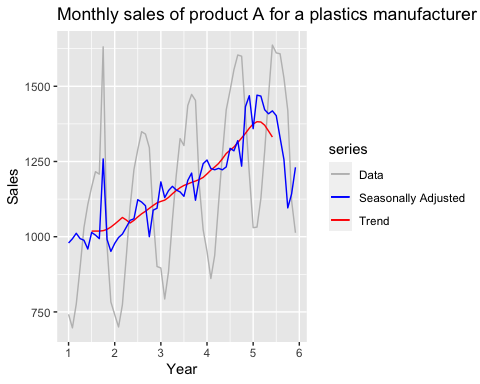 Monthly sales of product A for a plastics manufacturer
1500
1250
1000
750
Sales
1 2 3 4 5 6
Year
series
Data
Seasonally Adjusted
Trend